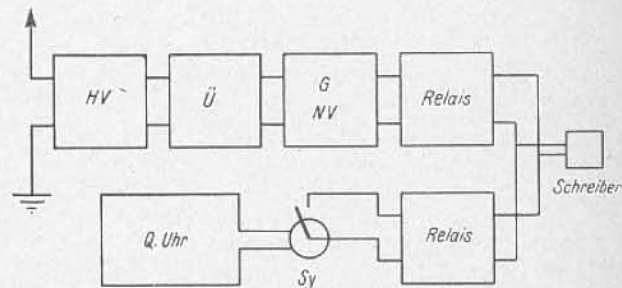 HV
Ü
G
NV
Relais
Schreiber
Q. Uhr
Sy
Relais